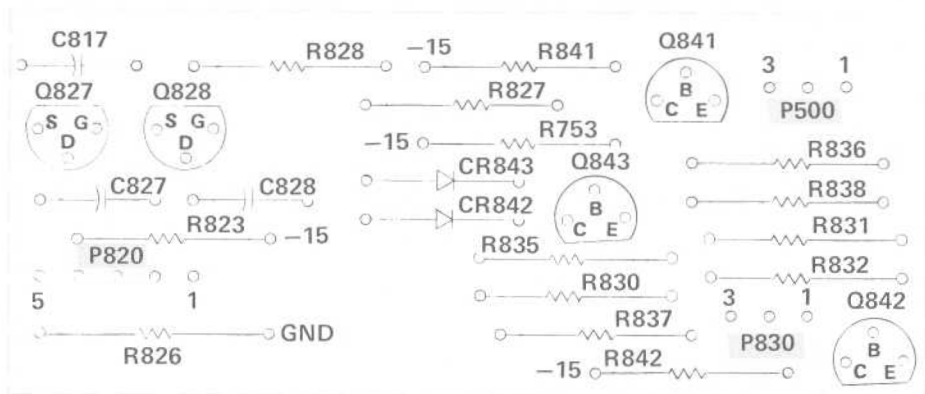 C817
R828
−15
R841
Q841
3 1
P500
Q827
S G
D
Q828
S G
D
R827
B
C E
−15
R753
R836
C827
C828
CR843
Q843
R838
CR842
B
C E
R823
−15
P820
R835
R831
5 1
R830
R832
3 1
Q842
R826
GND
R837
P830
B
C E
−15
R842